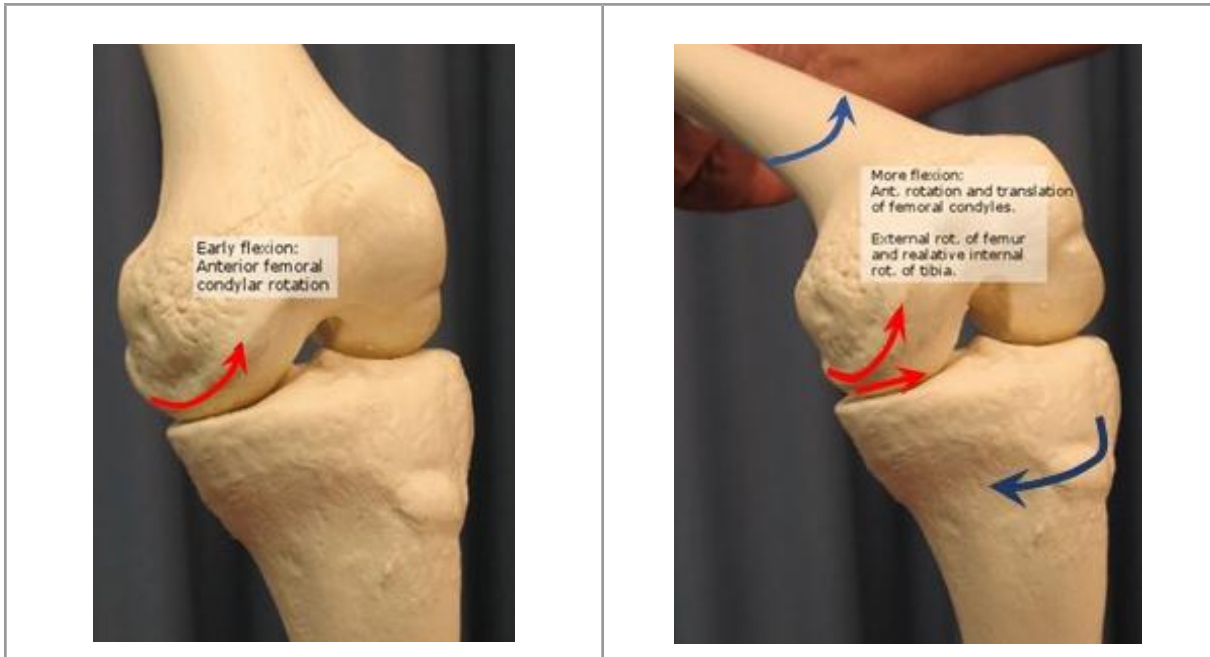 Early flexion:
Anterior femoral
condylar rotation
More flexion:
Ant. rotation and translation
of femoral condyles.
External rot. of femur
and realative internal
rot. of tibia.